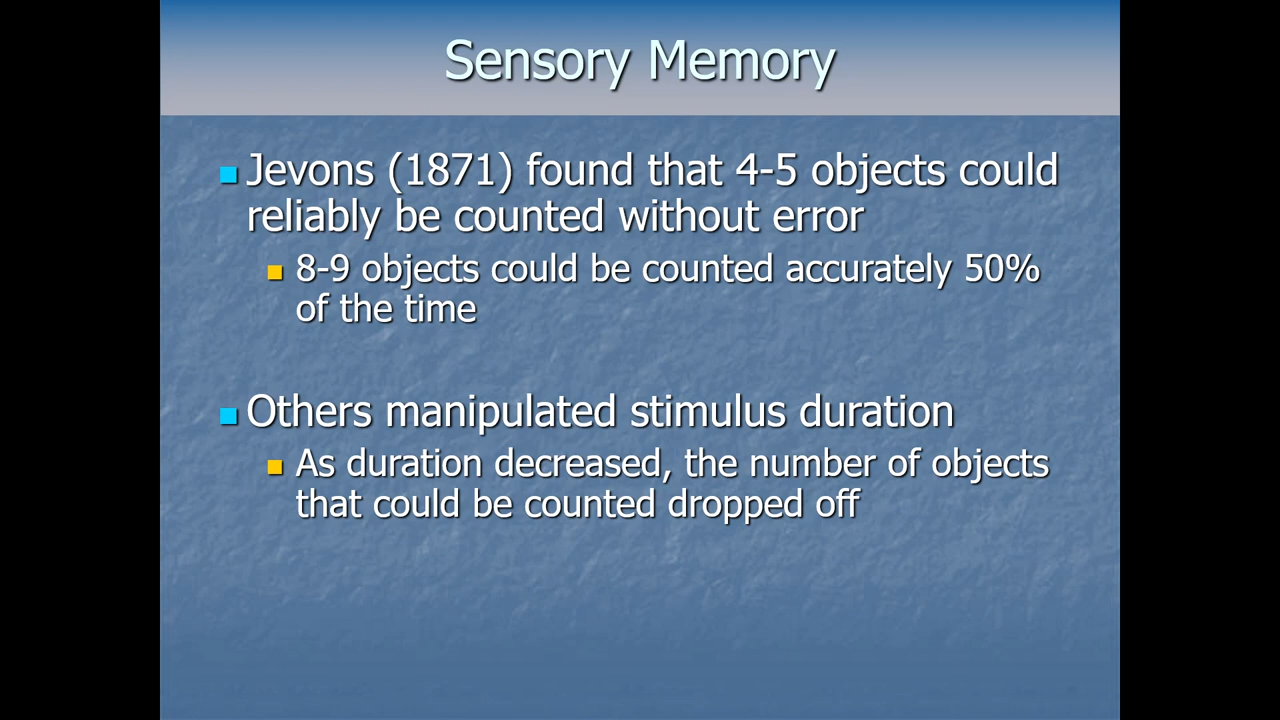 Sensory Memory
Jevons (1871) found that 4-5 objects could
reliably be counted without error
8-9 objects could be counted accurately 50%
of the time
Others manipulated stimulus duration
As duration decreased, the number of objects
that could be counted dropped off